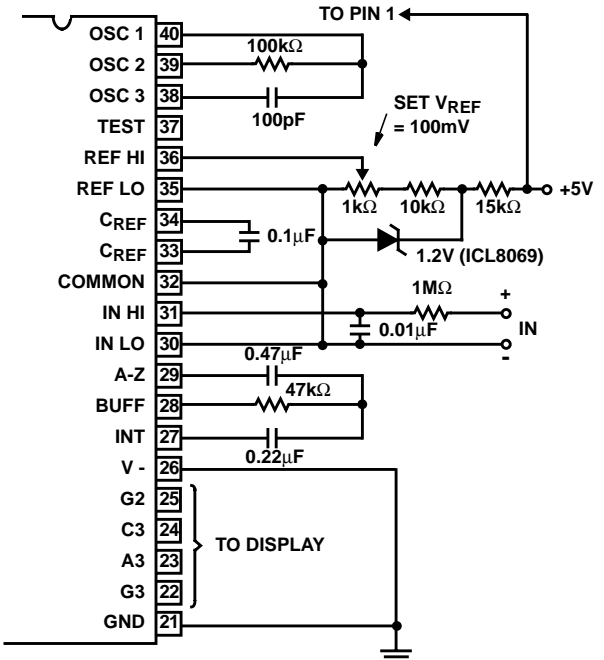 TO PIN 1
OSC 1 40
100kΩ
OSC 2 39
OSC 3 38
100pF
TEST 37
SET VREF
= 100mV
REF HI 36
REF LO 35
+5V
1kΩ 10kΩ 15kΩ
CREF 34
0.1μF
CREF 33
1.2V (ICL8069)
COMMON 32
1MΩ
+
IN HI 31
0.01μF
IN
IN LO 30
-
0.47μF
A-Z 29
47kΩ
BUFF 28
INT 27
0.22μF
V - 26
G2 25
C3 24
TO DISPLAY
A3 23
G3 22
GND 21